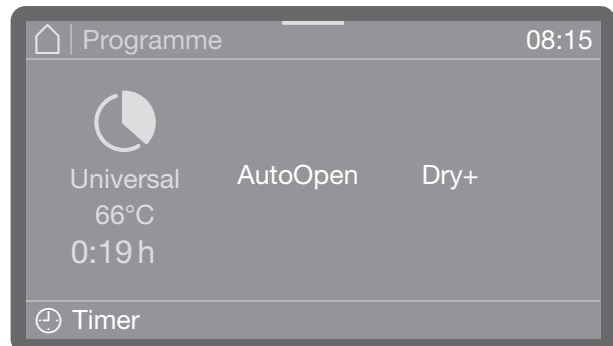 Programme 08:15
Universal AutoOpen Dry+
66°C
0:19 h
Timer